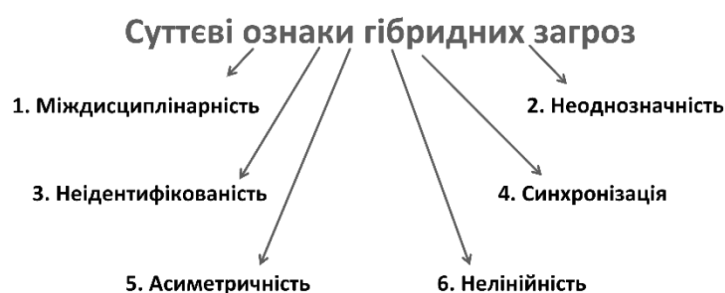 Суттєві ознаки гібридних загроз
1. Міждисциплінарність
2. Неоднозначність
3. Неідентифікованість
4. Синхронізація
5. Асиметричність
6. Нелінійність